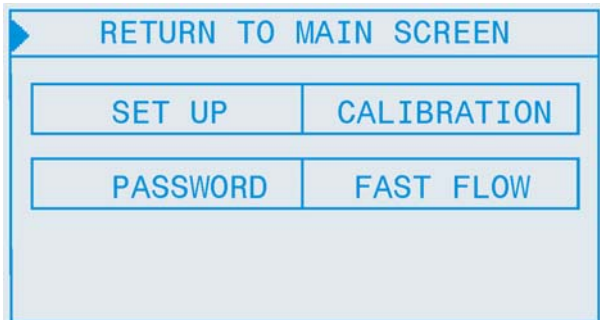 RETURN TO MAIN SCREEN
SET UP CALIBRATION
PASSWORD FAST FLOW